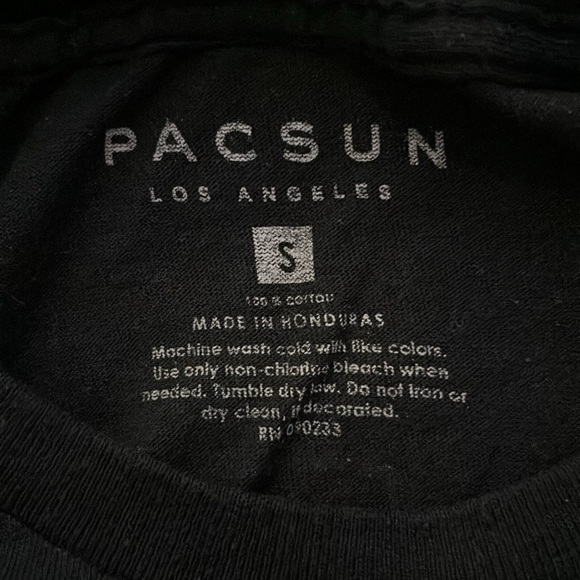 PACSUN
LOS ANGELES
S
100 % COTTON
MADE IN HONDURAS
Machine wash cold with like colors.
Use only non-chlorine bleach when
needed. Tumble dry low. Do not iron or
dry clean, if decorated.
RN 090233